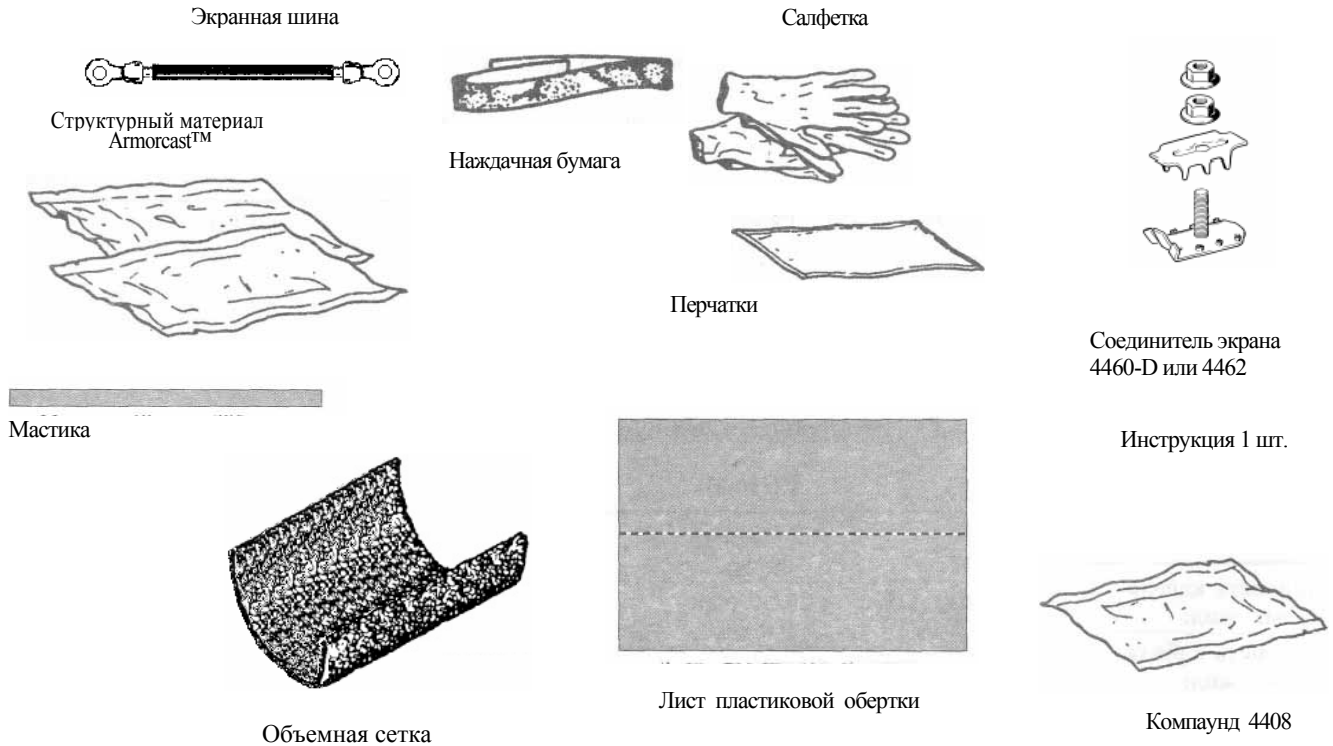 Экранная шина
Салфетка
Структурный материал
Armorcast™
Наждачная бумага
Перчатки
Соединитель экрана
4460-D или 4462
Мастика
Инструкция 1 шт.
Лист пластиковой обертки
Компаунд 4408
Объемная сетка